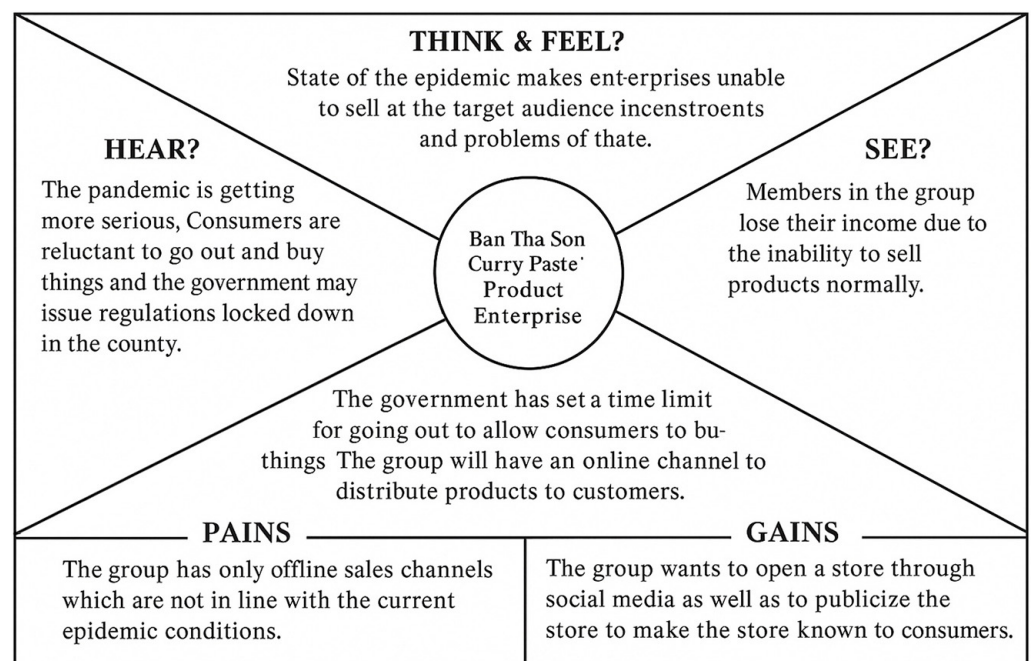 THINK & FEEL?
State of the epidemic makes ent-erprises unable
to sell at the target audience incenstroents
and problems of thate.
HEAR?
The pandemic is getting
more serious, Consumers are
reluctant to go out and buy
things and the government may
issue regulations locked down
in the county.
SEE?
Members in the group
lose their income due to
the inability to sell
products normally.
Ban Tha Son
Curry Paste'
Product
Enterprise
The government has set a time limit
for going out to allow consumers to bu-
things The group will have an online channel to
distribute products to customers.
PAINS
The group has only offline sales channels
which are not in line with the current
epidemic conditions.
GAINS
The group wants to open a store through
social media as well as to publicize the
store to make the store known to consumers.